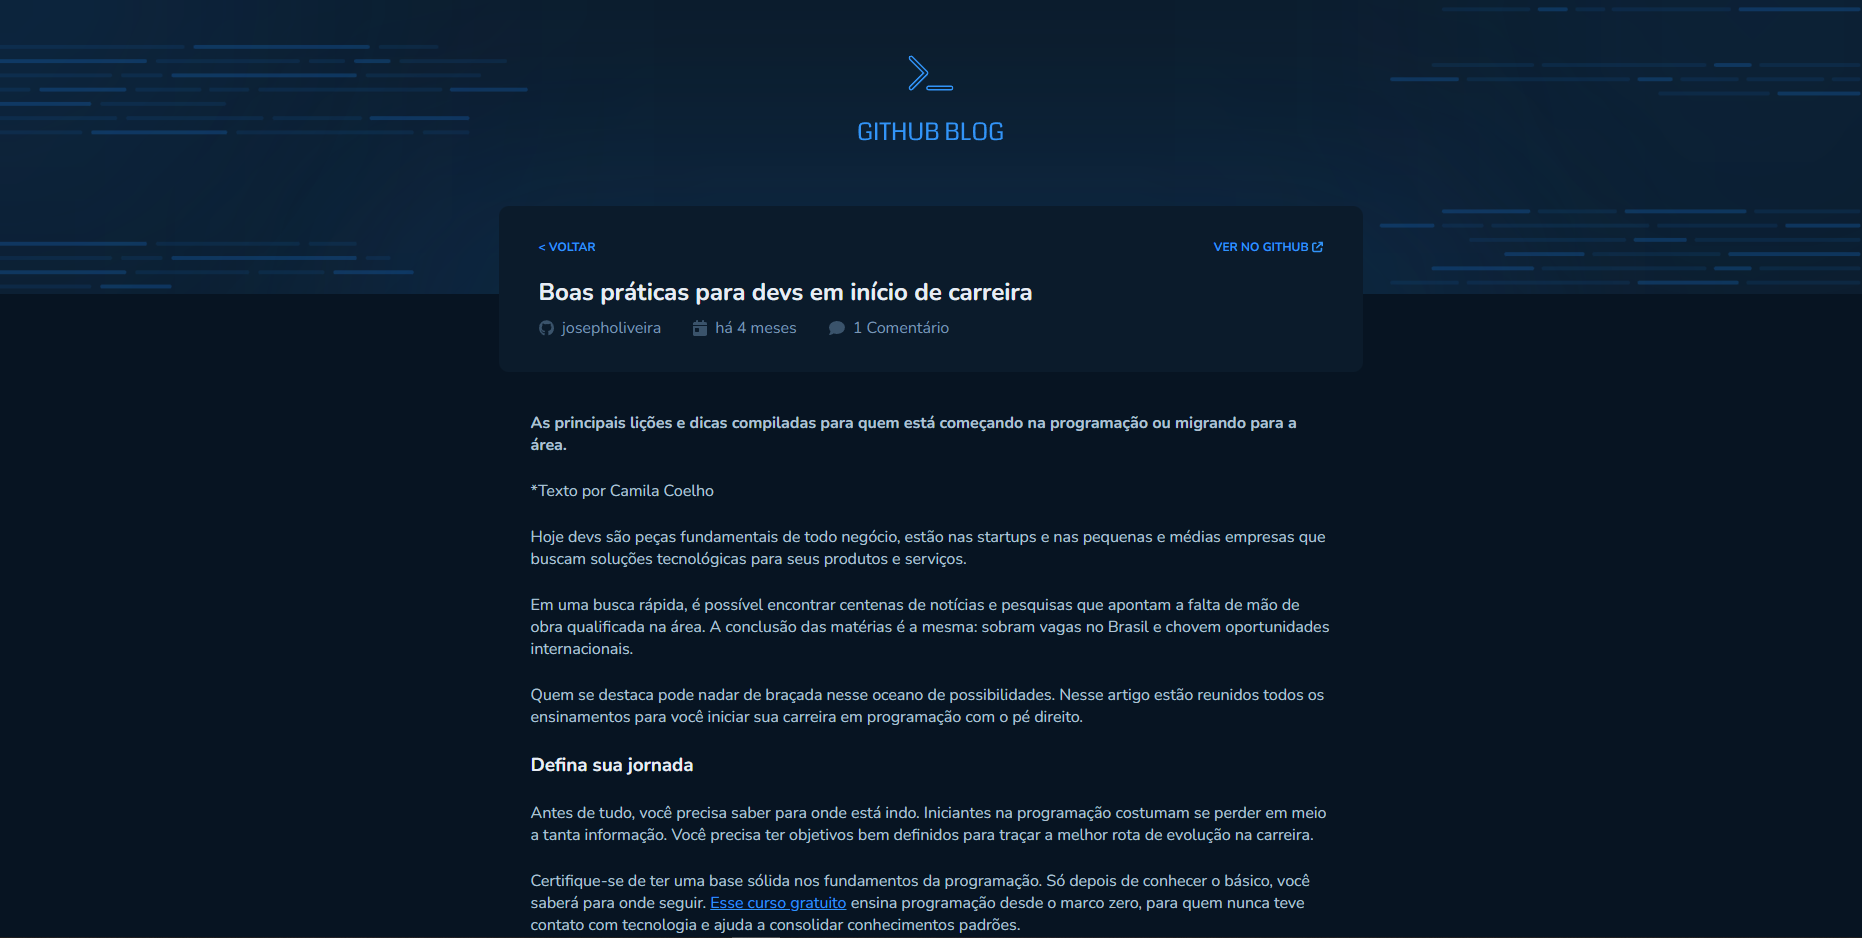 GITHUB BLOG
< VOLTAR
VER NO GITHUB
Boas práticas para devs em início de carreira
josepholiveira há 4 meses 1 Comentário
As principais lições e dicas compiladas para quem está começando na programação ou migrando para a
área.
*Texto por Camila Coelho
Hoje devs são peças fundamentais de todo negócio, estão nas startups e nas pequenas e médias empresas que
buscam soluções tecnológicas para seus produtos e serviços.
Em uma busca rápida, é possível encontrar centenas de notícias e pesquisas que apontam a falta de mão de
obra qualificada na área. A conclusão das matérias é a mesma: sobram vagas no Brasil e chovem oportunidades
internacionais.
Quem se destaca pode nadar de braçada nesse oceano de possibilidades. Nesse artigo estão reunidos todos os
ensinamentos para você iniciar sua carreira em programação com o pé direito.
Defina sua jornada
Antes de tudo, você precisa saber para onde está indo. Iniciantes na programação costumam se perder em meio
a tanta informação. Você precisa ter objetivos bem definidos para traçar a melhor rota de evolução na carreira.
Certifique-se de ter uma base sólida nos fundamentos da programação. Só depois de conhecer o básico, você
saberá para onde seguir. Esse curso gratuito ensina programação desde o marco zero, para quem nunca teve
contato com tecnologia e ajuda a consolidar conhecimentos padrões.